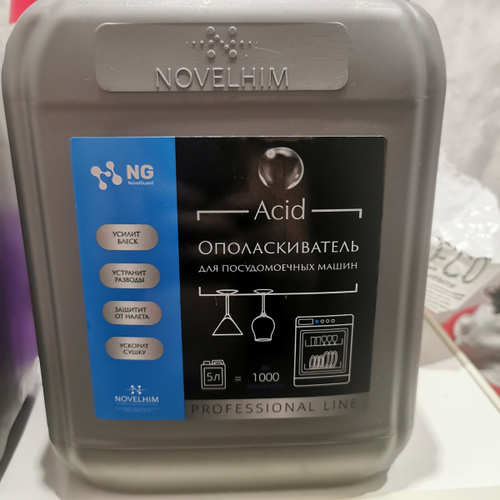 NOVELHIM
NG
NovelGuard
Acid
ОПОЛАСКИВАТЕЛЬ
ДЛЯ ПОСУДОМОЕЧНЫХ МАШИН
УСИЛИТ
БЛЕСК
УСТРАНИТ
РАЗВОДЫ
ЗАЩИТИТ
ОТ НАЛЕТА
УСКОРИТ
СУШКУ
5л = 1000
NOVELHIM
PROFESSIONAL LINE